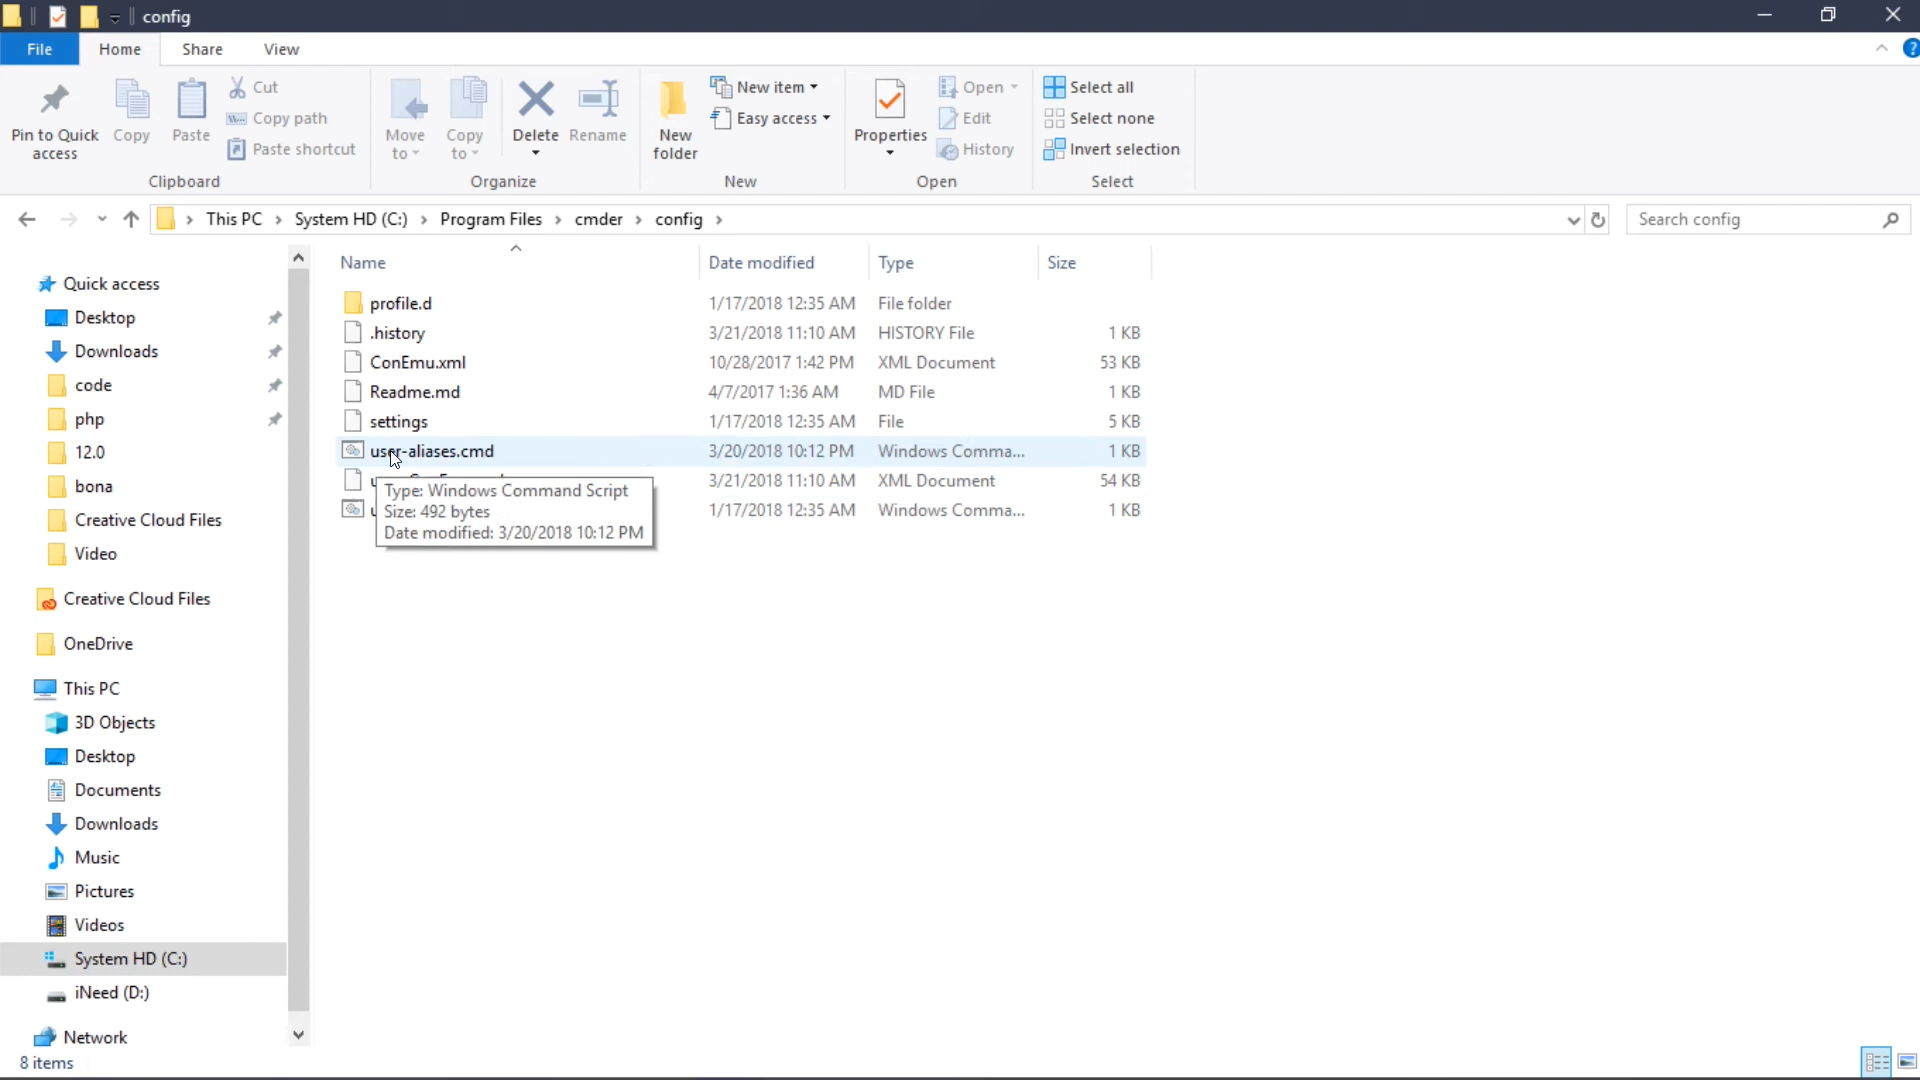 config
File Home Share View
Pin to Quick access
Copy
Paste
Cut
Copy path
Paste shortcut
Clipboard
Move to
Copy to
Delete
Rename
Organize
New folder
New item
Easy access
New
Properties
Open
Edit
History
Open
Select all
Select none
Invert selection
Select
This PC > System HD (C:) > Program Files > cmder > config >
Search config
Name Date modified Type Size
profile.d 1/17/2018 12:35 AM File folder
.history 3/21/2018 11:10 AM HISTORY File 1 KB
ConEmu.xml 10/28/2017 1:42 PM XML Document 53 KB
Readme.md 4/7/2017 1:36 AM MD File 1 KB
settings 1/17/2018 12:35 AM File 5 KB
user-aliases.cmd 3/20/2018 10:12 PM Windows Comma... 1 KB
3/21/2018 11:10 AM XML Document 54 KB
1/17/2018 12:35 AM Windows Comma... 1 KB
Type: Windows Command Script
Size: 492 bytes
Date modified: 3/20/2018 10:12 PM
Quick access
Desktop
Downloads
code
php
12.0
bona
Creative Cloud Files
Video
Creative Cloud Files
OneDrive
This PC
3D Objects
Desktop
Documents
Downloads
Music
Pictures
Videos
System HD (C:)
iNeed (D:)
Network
8 items